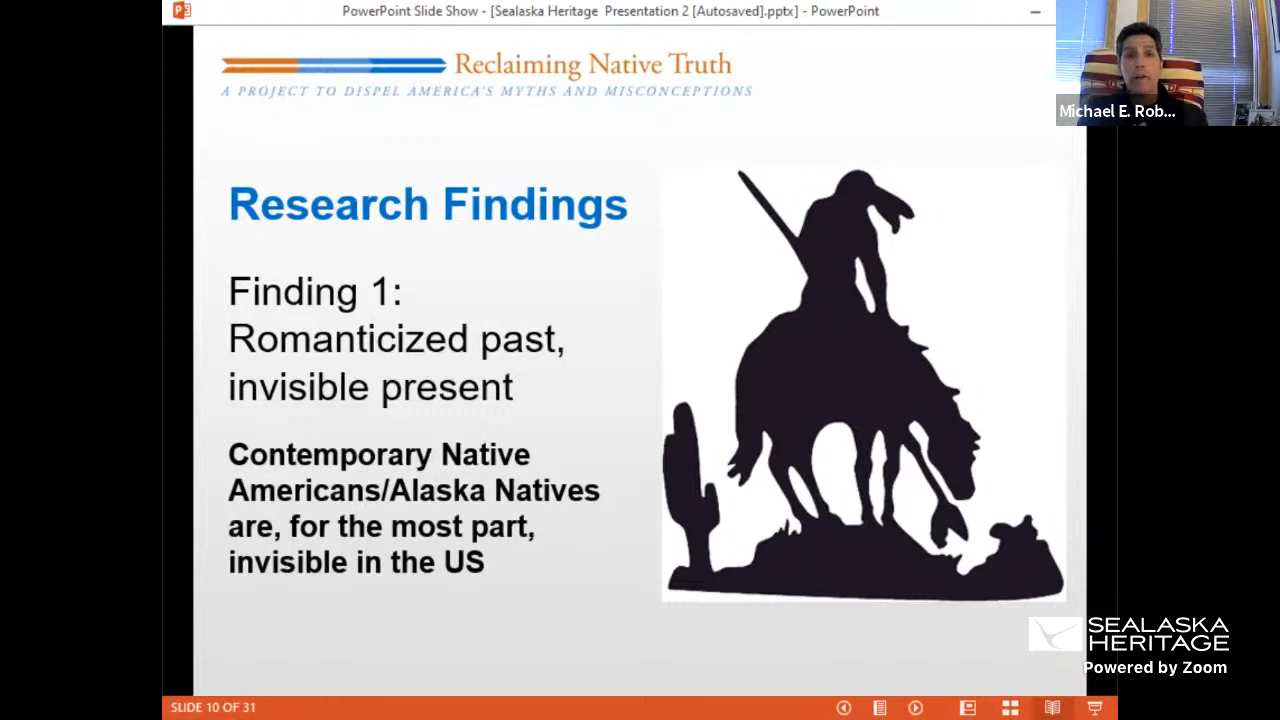 PowerPoint Slide Show - [Sealaska Heritage  Presentation 2 [Autosaved].pptx] - PowerPoint
Reclaiming Native Truth
A PROJECT TO DISPEL AMERICA'S MYTHS AND MISCONCEPTIONS
Michael E. Rob...
Research Findings
Finding 1:
Romanticized past,
invisible present
Contemporary Native
Americans/Alaska Natives
are, for the most part,
invisible in the US
SEALASKA
HERITAGE
Powered by Zoom
SLIDE 10 OF 31